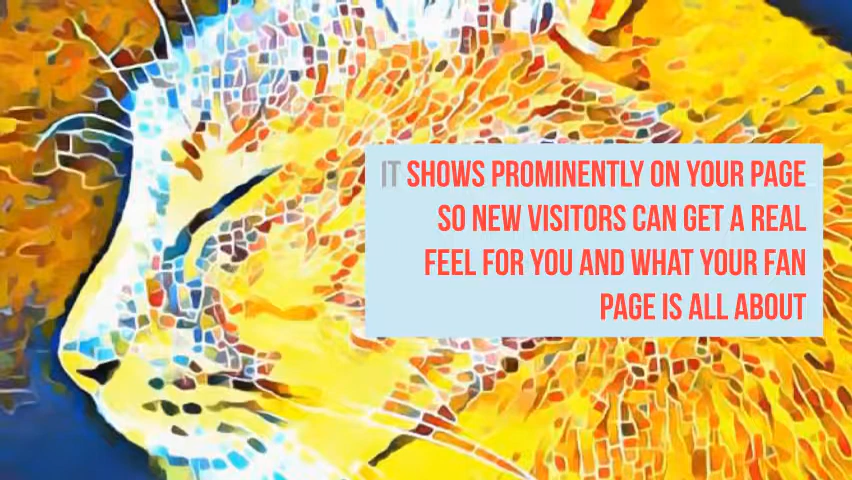 IT SHOWS PROMINENTLY ON YOUR PAGE
SO NEW VISITORS CAN GET A REAL
FEEL FOR YOU AND WHAT YOUR FAN
PAGE IS ALL ABOUT